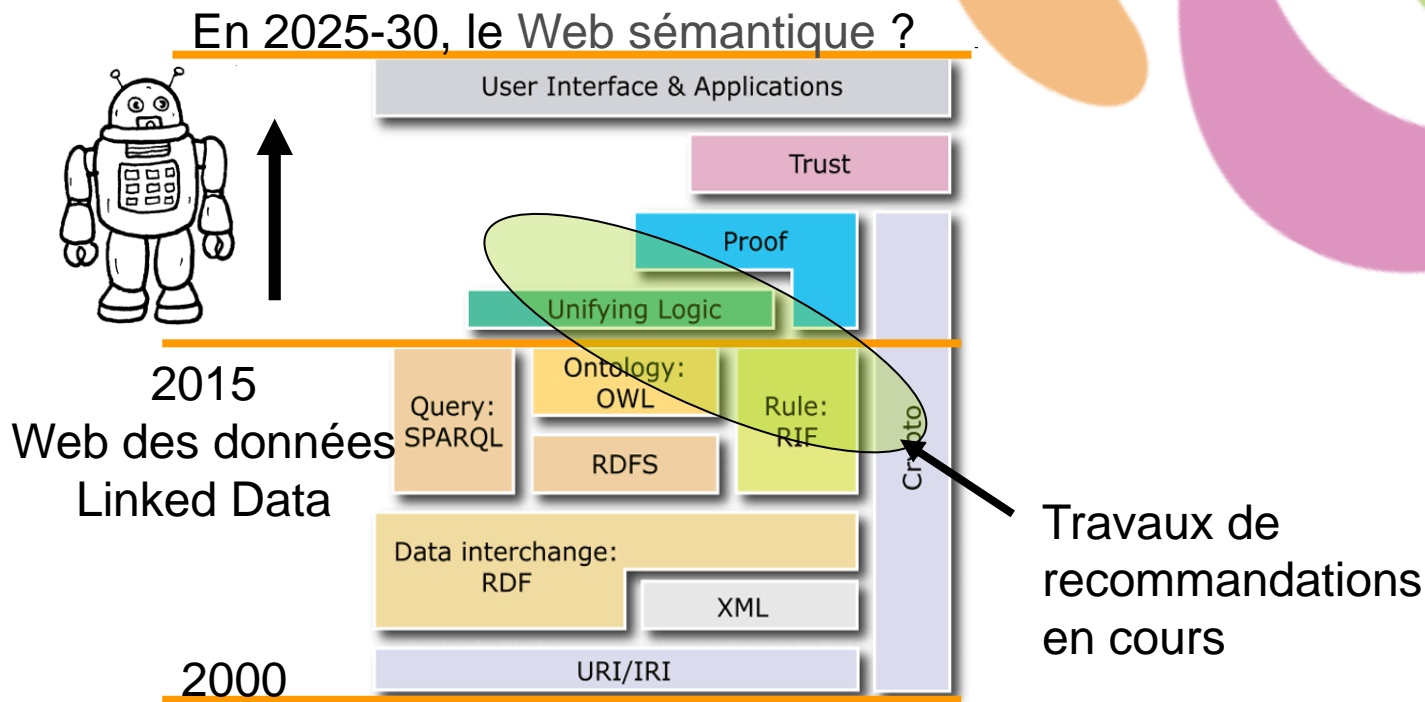 En 2025-30, le Web sémantique ?
User Interface & Applications
Trust
Proof
Unifying Logic
2015
Web des données
Linked Data
Query:
SPARQL
Ontology:
OWL
RDFS
Rule:
RIF
Crypto
Travaux de
recommandations
en cours
Data interchange:
RDF
XML
URI/IRI
2000